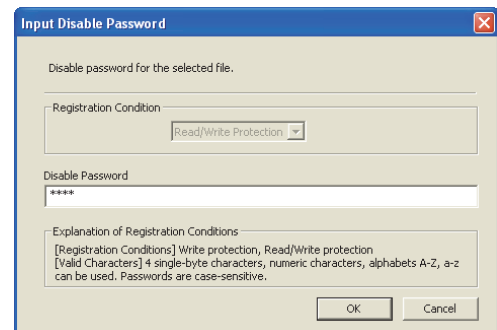 Input Disable Password
Disable password for the selected file.
Registration Condition
Read/Write Protection
Disable Password
****
Explanation of Registration Conditions
[Registration Conditions] Write protection, Read/Write protection
[Valid Characters] 4 single-byte characters, numeric characters, alphabets A-Z, a-z
can be used. Passwords are case-sensitive.
OK Cancel